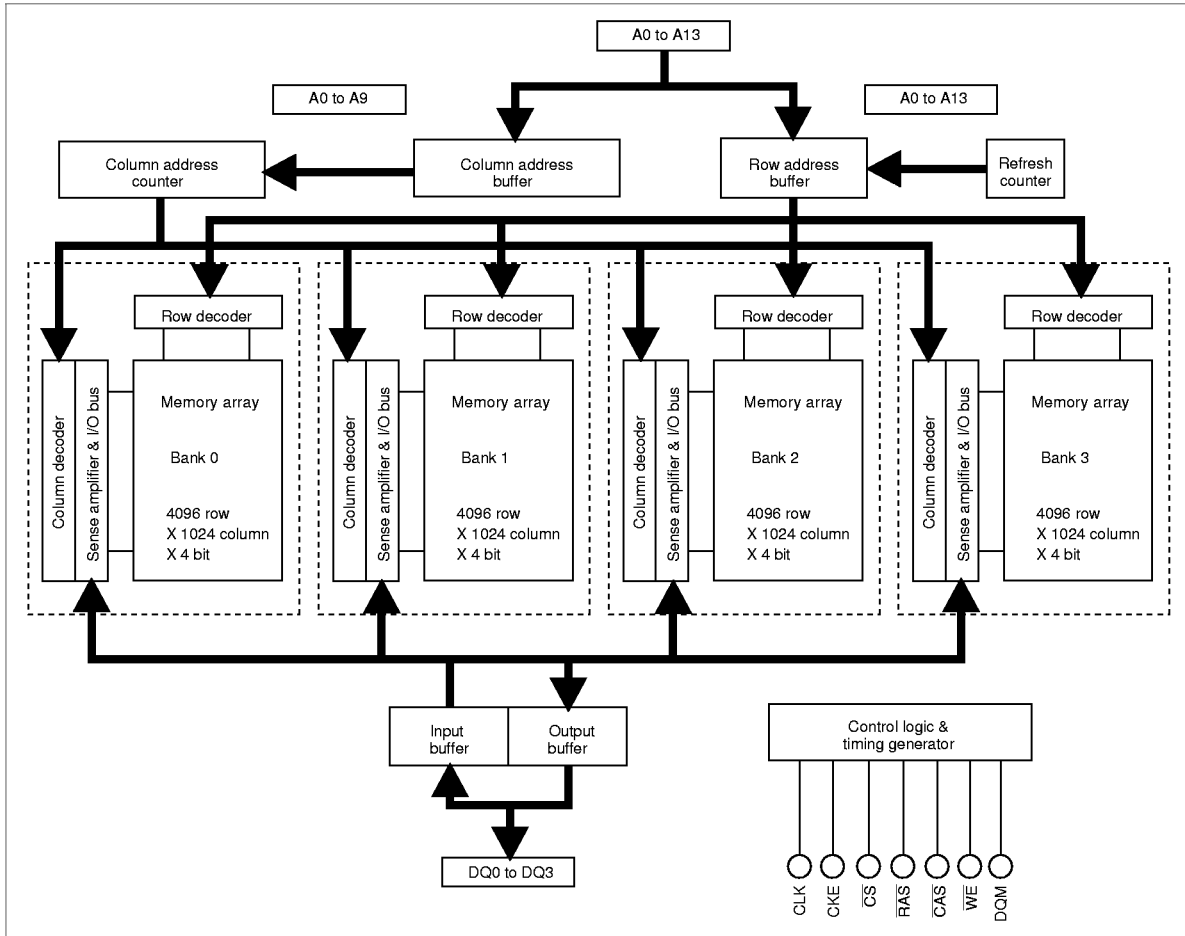 A0 to A13
A0 to A9
A0 to A13
Column address
counter
Column address
buffer
Row address
buffer
Refresh
counter
Row decoder
Row decoder
Row decoder
Row decoder
Column decoder
Sense amplifier & I/O bus
Memory array
Bank 0
4096 row
X 1024 column
X 4 bit
Column decoder
Sense amplifier & I/O bus
Memory array
Bank 1
4096 row
X 1024 column
X 4 bit
Column decoder
Sense amplifier & I/O bus
Memory array
Bank 2
4096 row
X 1024 column
X 4 bit
Column decoder
Sense amplifier & I/O bus
Memory array
Bank 3
4096 row
X 1024 column
X 4 bit
Input
buffer
Output
buffer
DQ0 to DQ3
Control logic &
timing generator
CLK
CKE
C̅S̅
R̅A̅S̅
C̅A̅S̅
W̅E̅
DQM